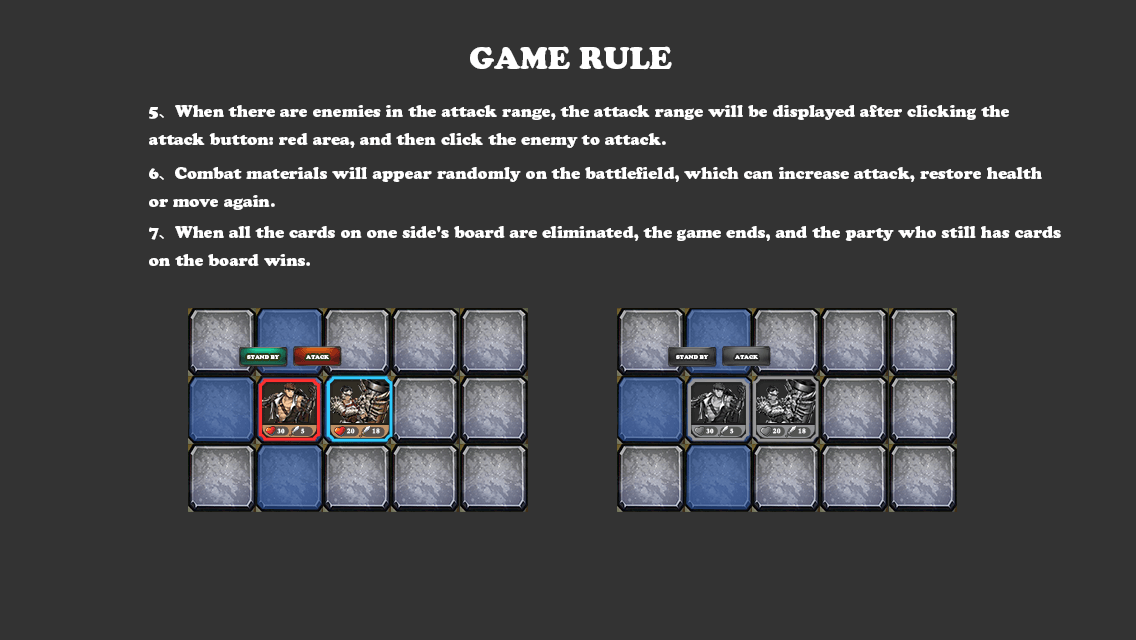 GAME RULE
5、When there are enemies in the attack range, the attack range will be displayed after clicking the
attack button: red area, and then click the enemy to attack.
6、Combat materials will appear randomly on the battlefield, which can increase attack, restore health
or move again.
7、When all the cards on one side's board are eliminated, the game ends, and the party who still has cards
on the board wins.
STAND BY ATACK
30 5 20 18
STAND BY ATACK
30 5 20 18